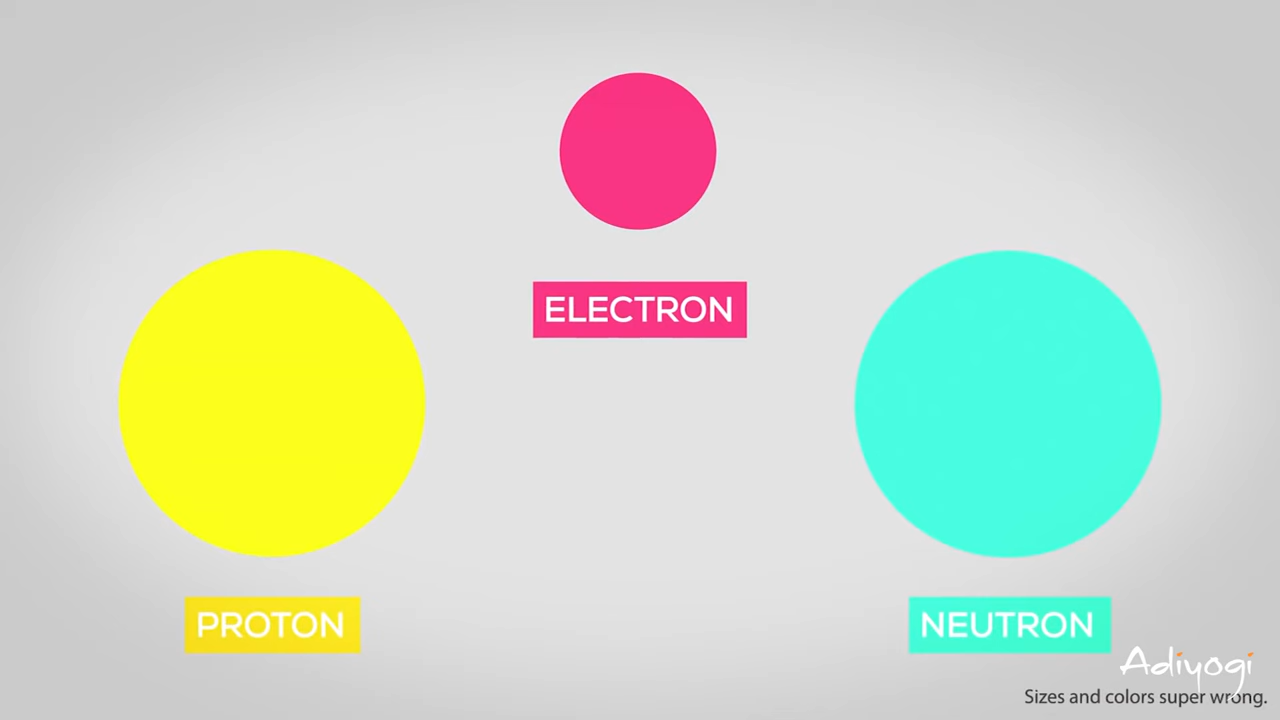 ELECTRON
PROTON
NEUTRON
Adiyogi
Sizes and colors super wrong.